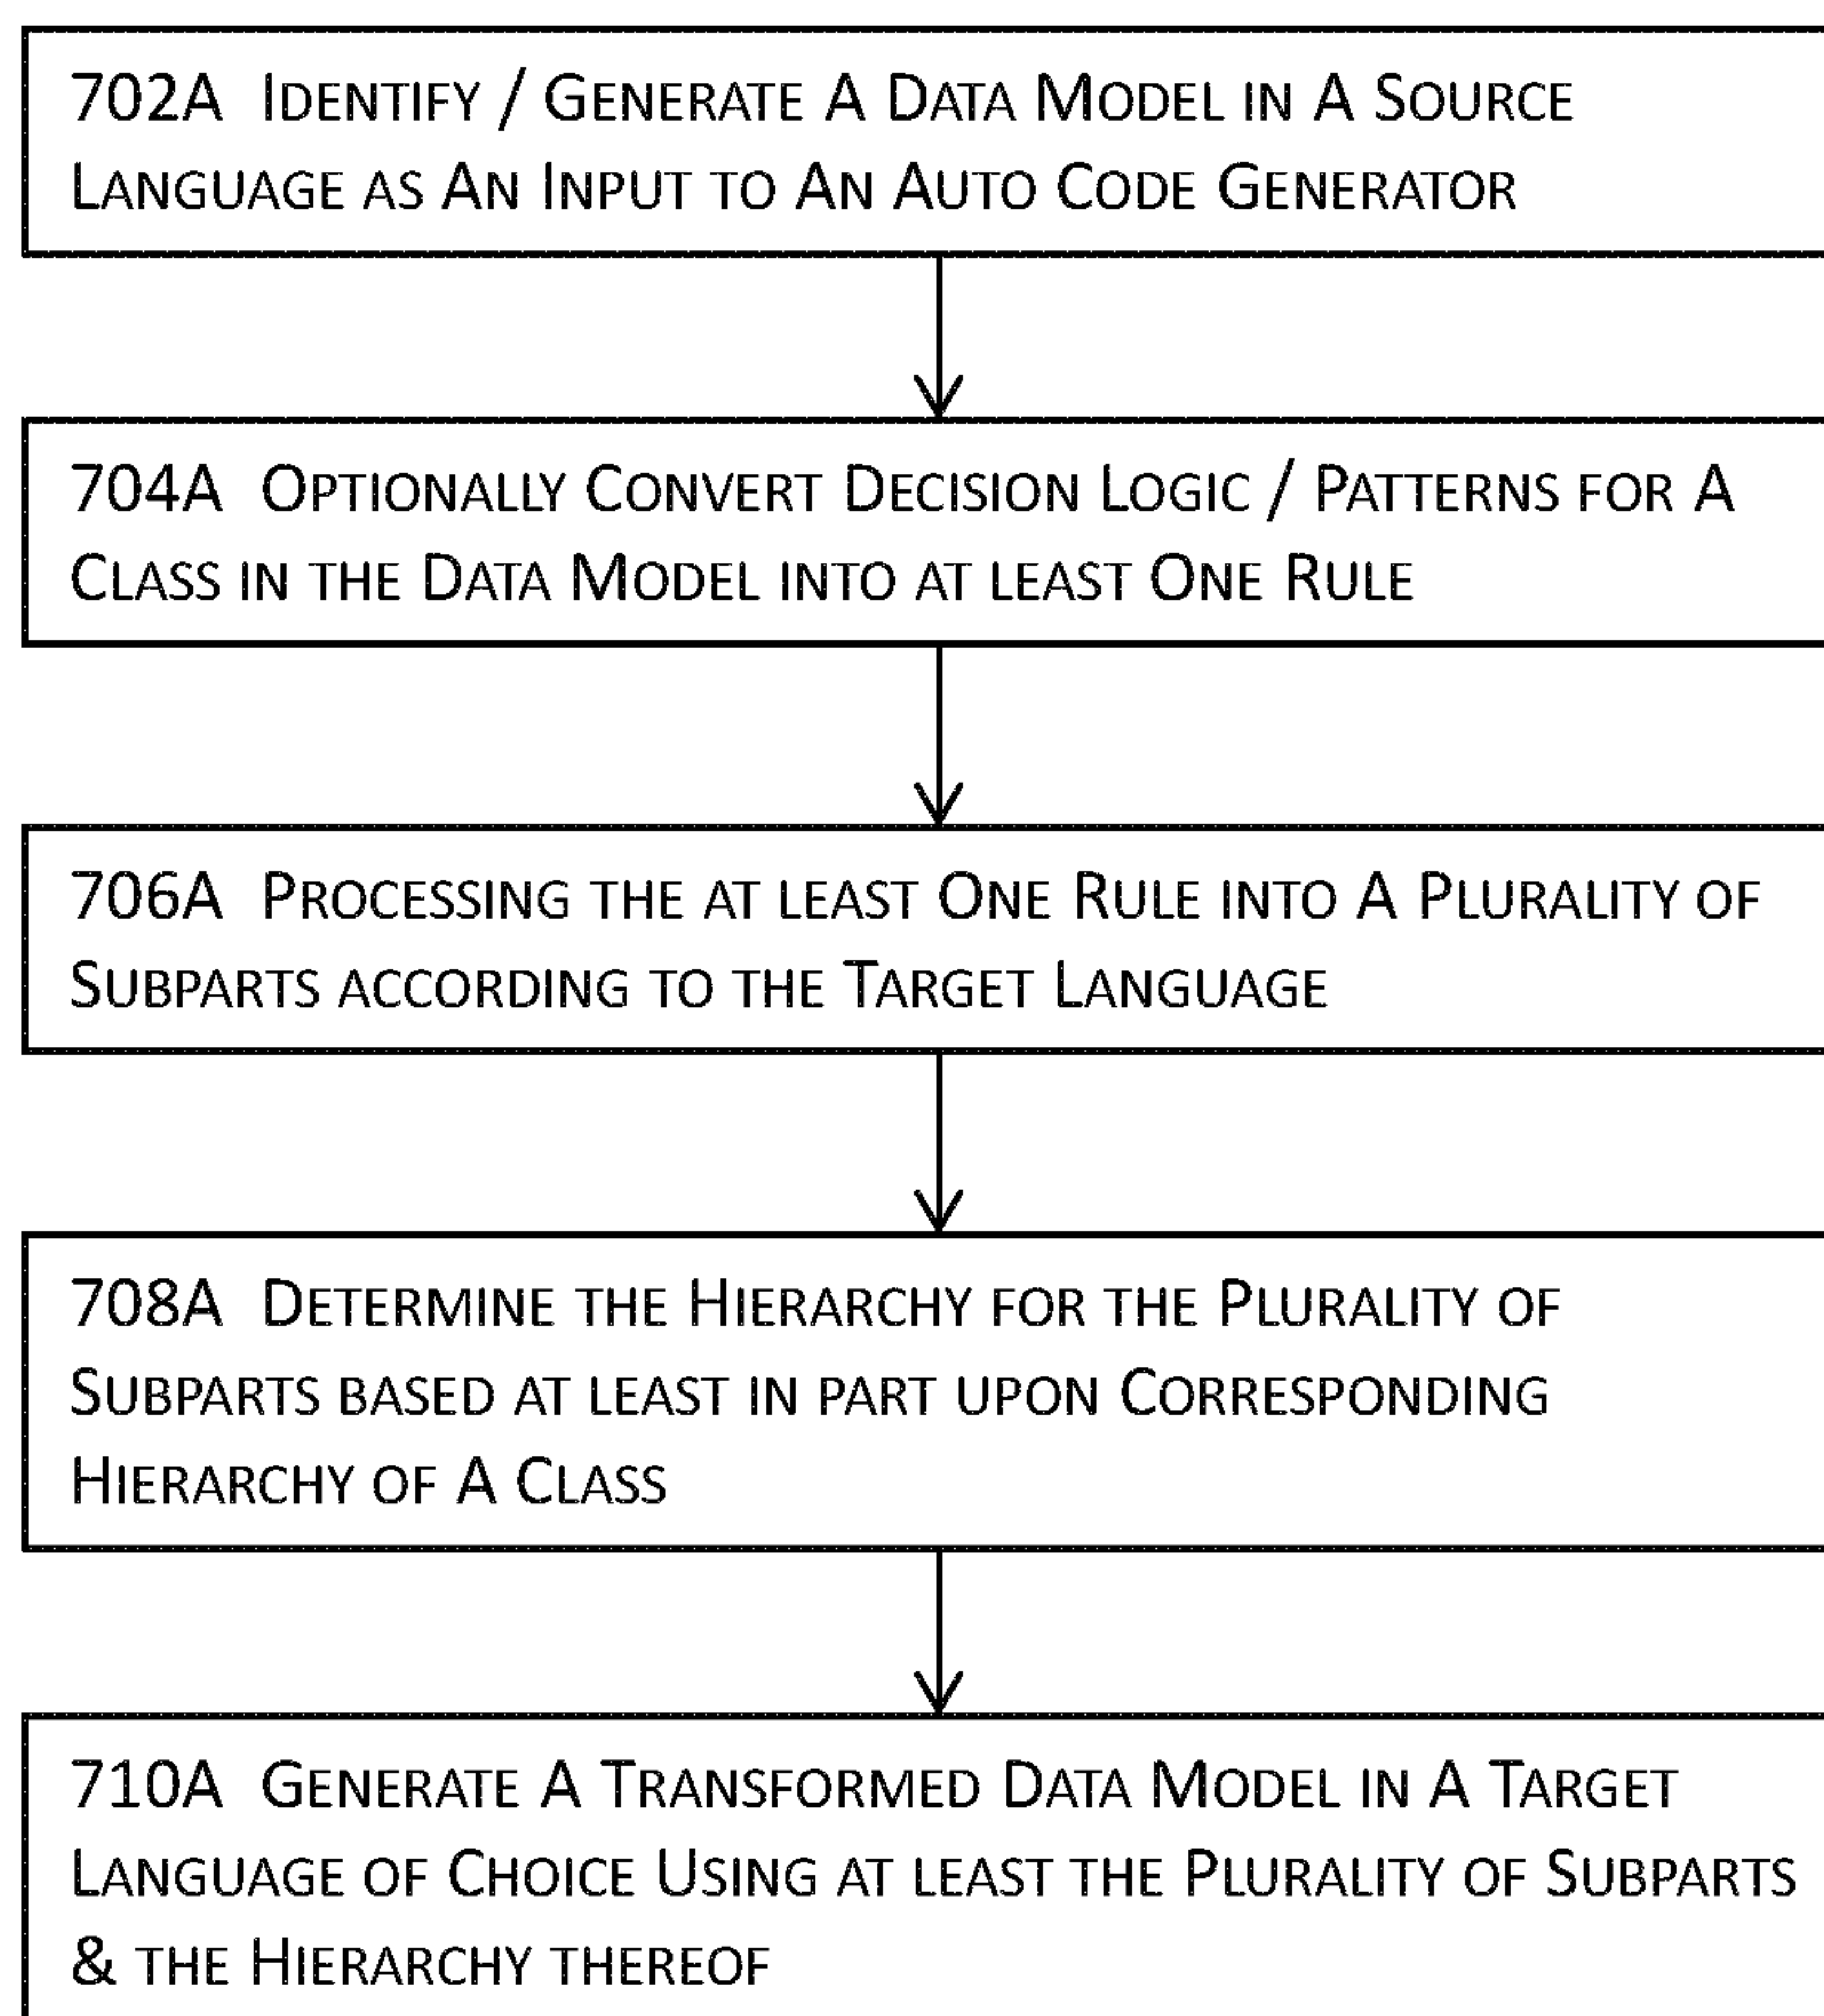 702A Identify / Generate A Data Model in A Source
Language as An Input to An Auto Code Generator
704A Optionally Convert Decision Logic / Patterns for A
Class in the Data Model into at least One Rule
706A Processing the at least One Rule into A Plurality of
Subparts according to the Target Language
708A Determine the Hierarchy for the Plurality of
Subparts based at least in part upon Corresponding
Hierarchy of A Class
710A Generate A Transformed Data Model in A Target
Language of Choice Using at least the Plurality of Subparts
& the Hierarchy thereof